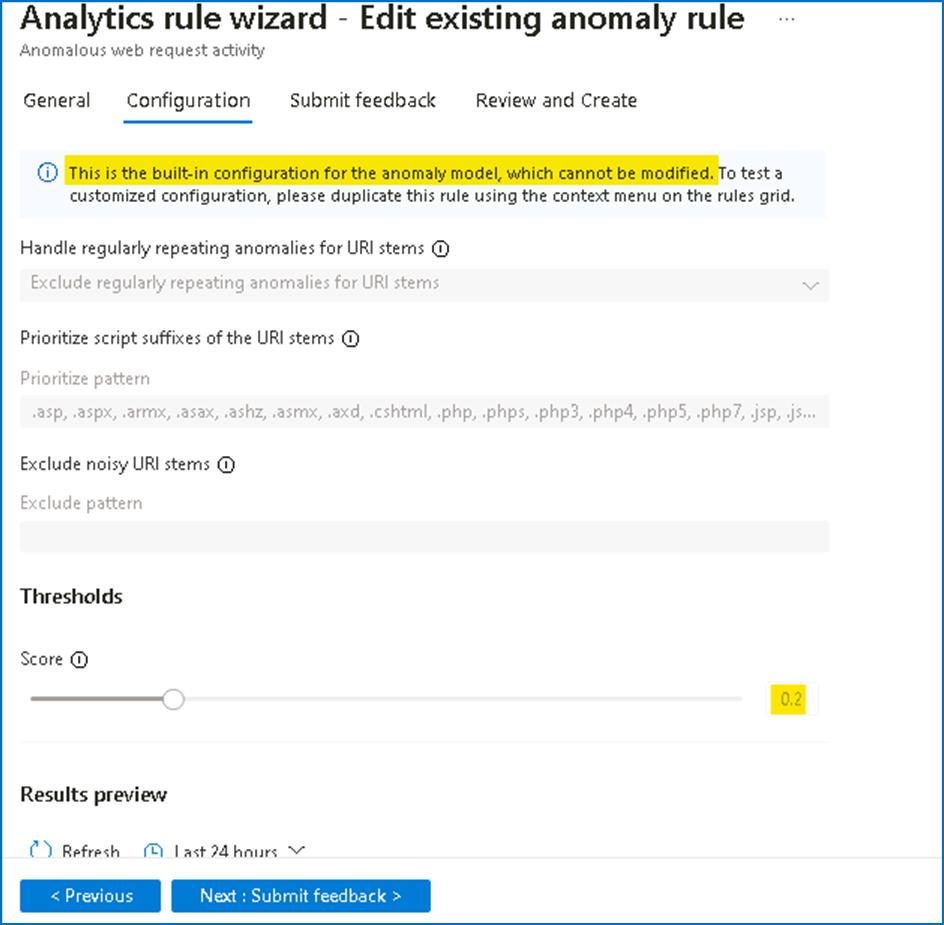 Analytics rule wizard - Edit existing anomaly rule ...
Anomalous web request activity
General Configuration Submit feedback Review and Create
This is the built-in configuration for the anomaly model, which cannot be modified. To test a
customized configuration, please duplicate this rule using the context menu on the rules grid.
Handle regularly repeating anomalies for URI stems
Exclude regularly repeating anomalies for URI stems
Prioritize script suffixes of the URI stems
Prioritize pattern
.asp, .aspx, .armx, .asax, .ashz, .asmx, .axd, .cshtml, .php, .phps, .php3, .php4, .php5, .php7, .jsp, .js...
Exclude noisy URI stems
Exclude pattern
Thresholds
Score
0.2
Results preview
Refresh Last 24 hours
< Previous Next : Submit feedback >